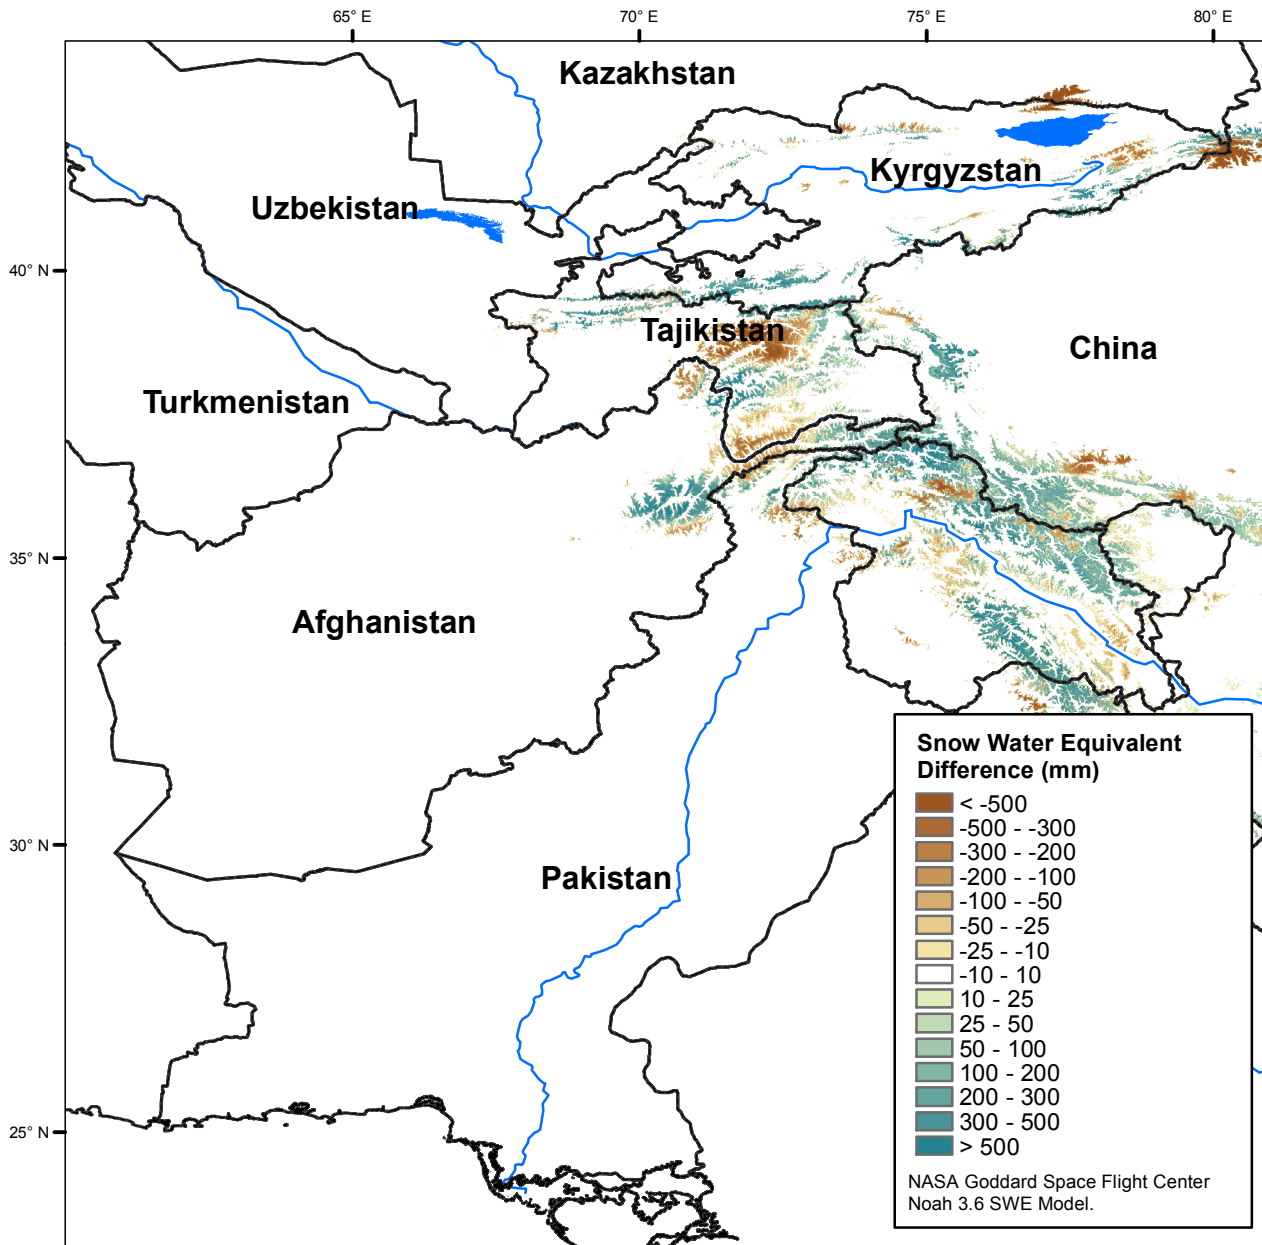 65° E
70° E
75° E
80° E
Kazakhstan
Kyrgyzstan
Uzbekistan
40° N
Tajikistan
China
Turkmenistan
35° N
Afghanistan
Snow Water Equivalent
Difference (mm)
< -500
-500 - -300
-300 - -200
-200 - -100
-100 - -50
-50 - -25
-25 - -10
-10 - 10
10 - 25
25 - 50
50 - 100
100 - 200
200 - 300
300 - 500
> 500
NASA Goddard Space Flight Center
Noah 3.6 SWE Model.
30° N
Pakistan
25° N